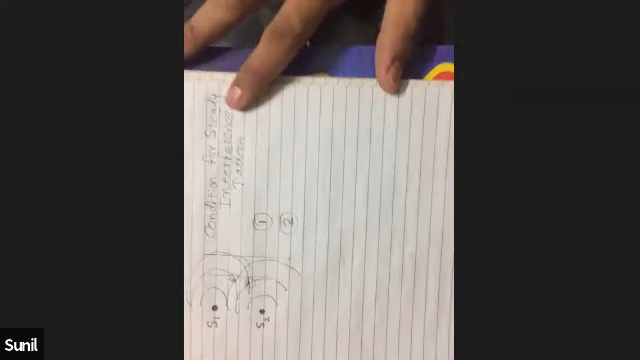 Condition for Steady
Interference
Pattern
①
②
S1
S2
Sunil